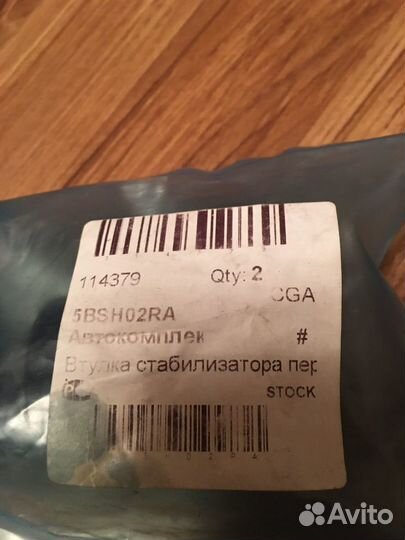 114379 Qty: 2
CGA
5BSH02RA
Автокомплек #
Втулка стабилизатора пер
STOCK
Avito